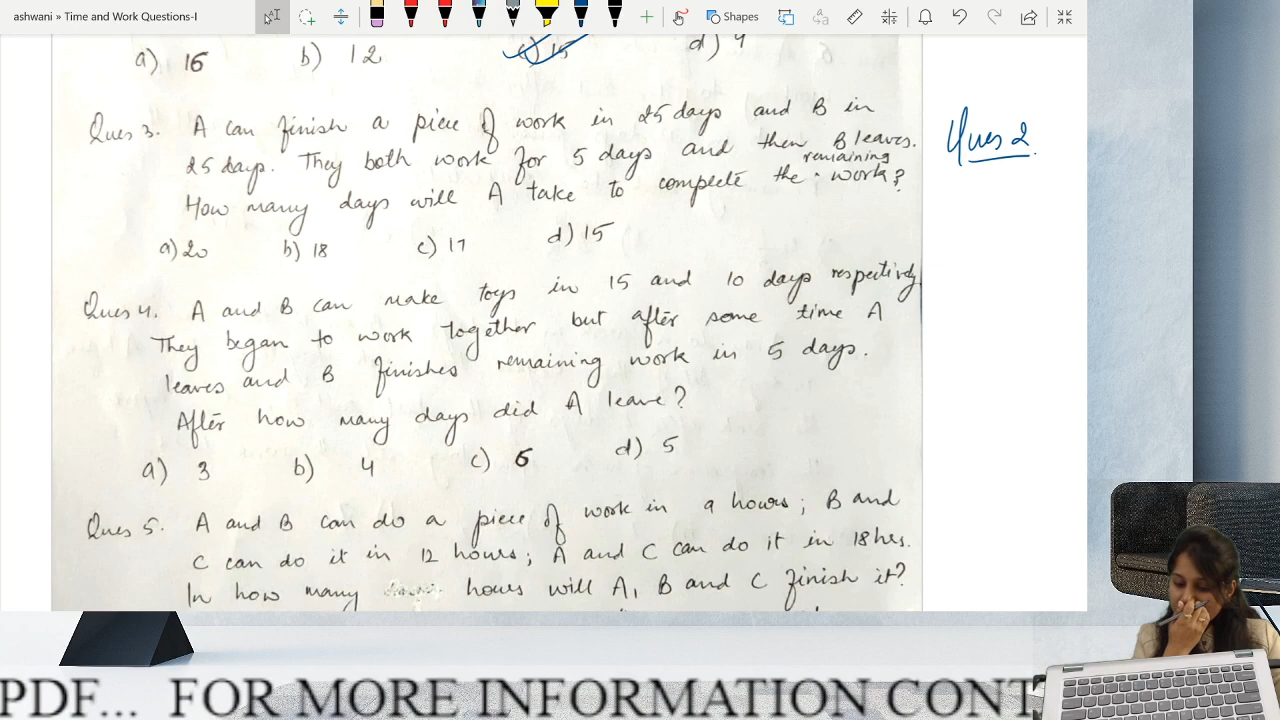 ashwani » Time and Work Questions-I
Shapes
a) 16 b) 12 c) 15 d) 9
Ques 2.
Ques 3. A can finish a piece of work in 25 days and B in
25 days. They both work for 5 days and then B leaves.
How many days will A take to complete the remaining work?
a) 20 b) 18 c) 17 d) 15
Ques 4. A and B can make toys in 15 and 10 days respectively
They began to work together but after some time A
leaves and B finishes remaining work in 5 days.
After how many days did A leave?
a) 3 b) 4 c) 6 d) 5
Ques 5. A and B can do a piece of work in 9 hours; B and
C can do it in 12 hours; A and C can do it in 18 hrs.
In how many hours will A, B and C finish it?
PDF... FOR MORE INFORMATION CONT